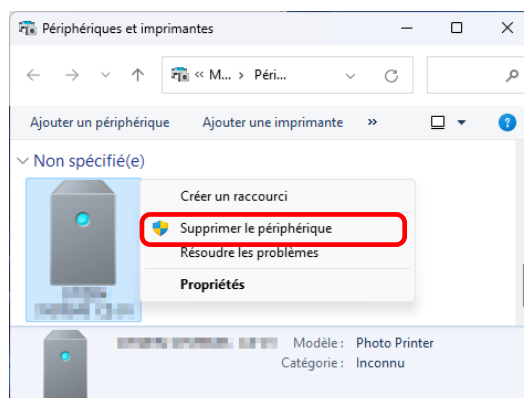 Périphériques et imprimantes
« M... › Péri...
Ajouter un périphérique Ajouter une imprimante »
Non spécifié(e)
Créer un raccourci
Supprimer le périphérique
Résoudre les problèmes
Propriétés
Modèle : Photo Printer
Catégorie : Inconnu